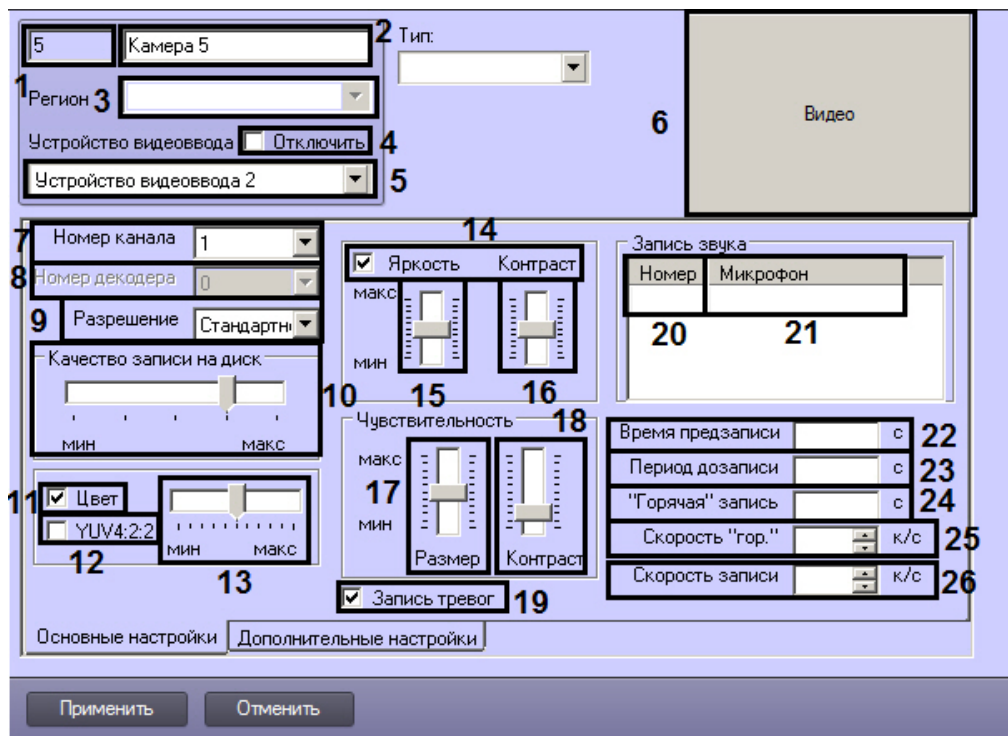 5 Камера 5 2 Тип:
1 Регион 3
6 Видео
Устройство видеоввода Отключить 4
Устройство видеоввода 2 5
7 Номер канала 1
14
8 Номер декодера 0
Яркость Контраст
Запись звука
Номер Микрофон
9 Разрешение Стандартн
макс
мин
15 16
20 21
Качество записи на диск
10
мин макс
Чувствительность 18
макс
17
мин
Размер Контраст
Время предзаписи с 22
Период дозаписи с 23
"Горячая" запись с 24
Скорость "гор." к/с 25
Скорость записи к/с 26
11 Цвет
YUV4:2:2
12
мин макс
13
Запись тревог 19
Основные настройки Дополнительные настройки
Применить Отменить